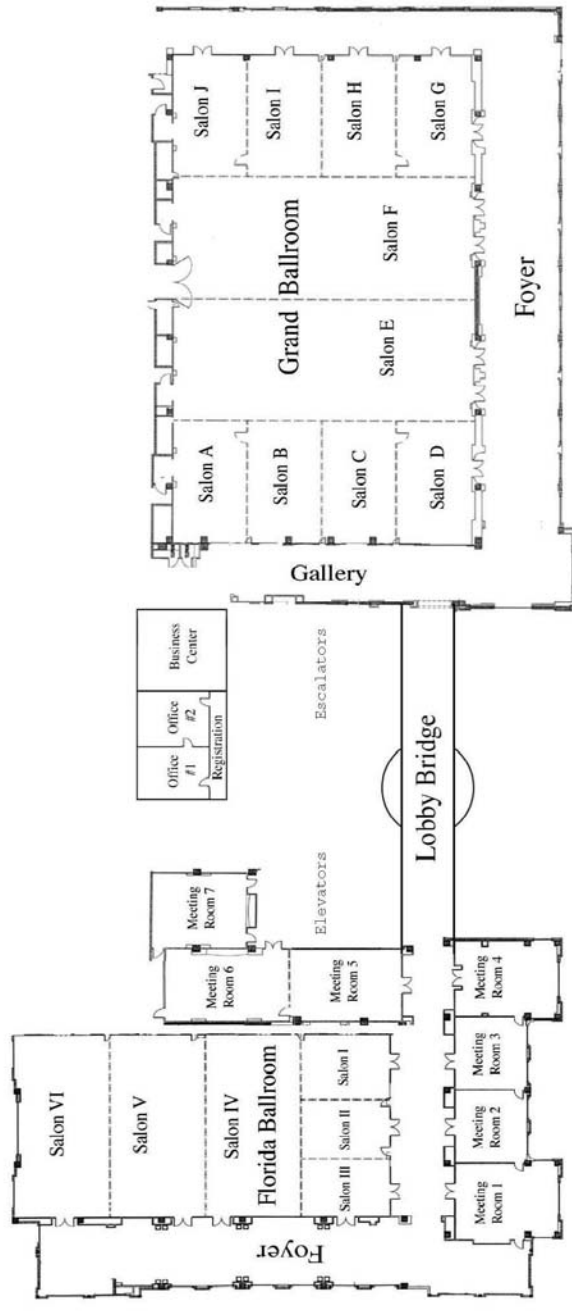 Florida Ballroom
Salon VI
Salon V
Salon IV
Salon III
Salon II
Salon I
Foyer
Meeting
Room 1
Meeting
Room 2
Meeting
Room 3
Meeting
Room 4
Meeting
Room 5
Meeting
Room 6
Meeting
Room 7
Elevators
Escalators
Lobby Bridge
Office
#1
Office
#2
Registration
Business
Center
Gallery
Grand Ballroom
Salon A
Salon B
Salon C
Salon D
Salon E
Salon F
Salon J
Salon I
Salon H
Salon G
Foyer